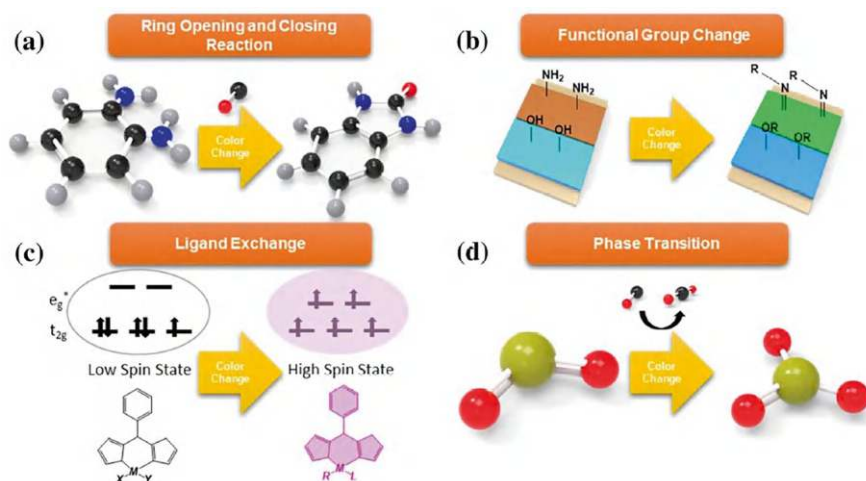 (a)
Ring Opening and Closing
Reaction
Color
Change
(b)
Functional Group Change
NH2
NH2
OH
OH
Color
Change
R
R
N
N
OR
OR
(c)
Ligand Exchange
eg*
t2g
Low Spin State
Color
Change
High Spin State
M
X
Y
M
R
L
(d)
Phase Transition
Color
Change